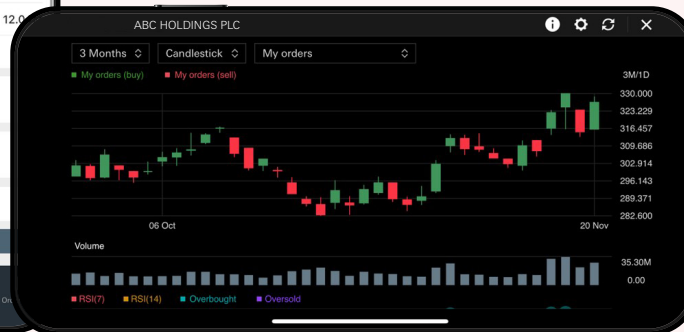 12.0
ABC HOLDINGS PLC
3 Months Candlestick My orders
My orders (buy) My orders (sell) 3M/1D
330.000
323.229
316.457
309.686
302.914
296.143
289.371
282.600
06 Oct 20 Nov
Volume
35.30M
0.00
RSI(7) RSI(14) Overbought Oversold